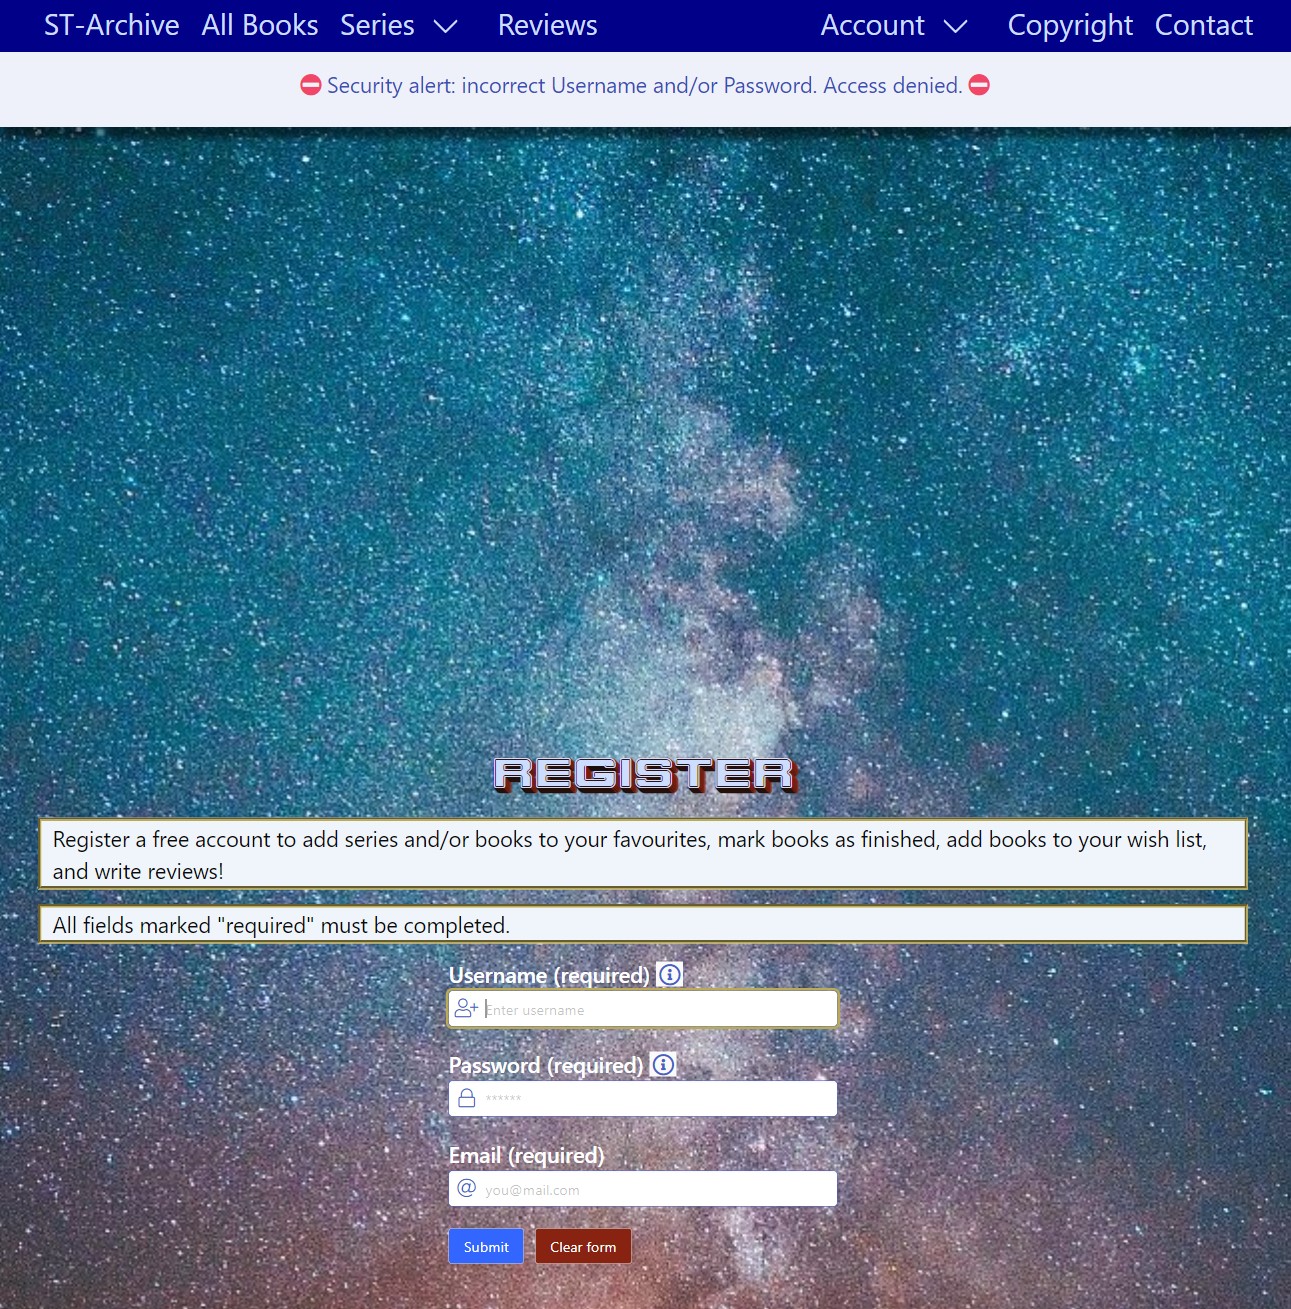 ST-Archive All Books Series Reviews Account Copyright Contact
⛔ Security alert: incorrect Username and/or Password. Access denied. ⛔
REGISTER
Register a free account to add series and/or books to your favourites, mark books as finished, add books to your wish list,
and write reviews!
All fields marked "required" must be completed.
Username (required)
Enter username
Password (required)
******
Email (required)
@ you@mail.com
Submit Clear form